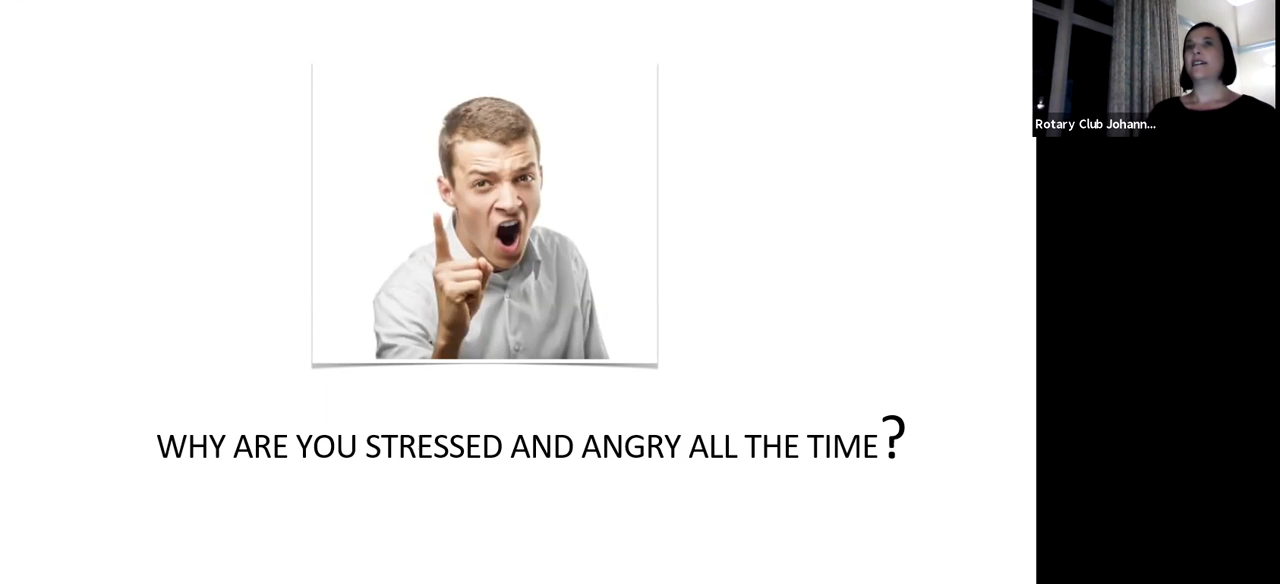 Rotary Club Johann...
WHY ARE YOU STRESSED AND ANGRY ALL THE TIME?